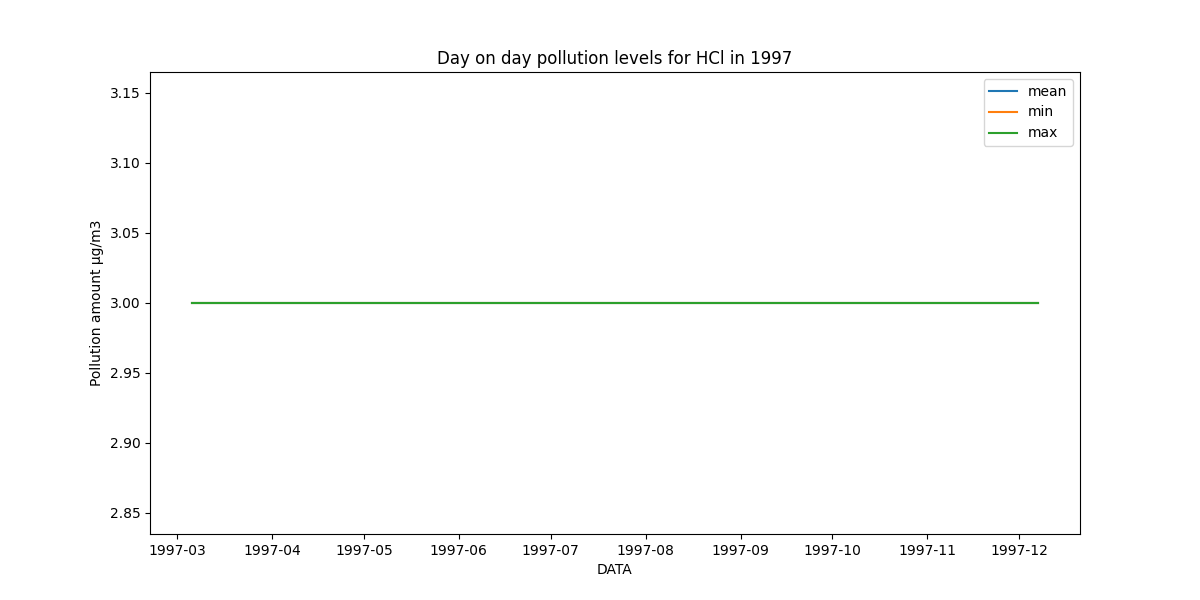 Day on day pollution levels for HCl in 1997
mean
min
max
Pollution amount µg/m3
3.15
3.10
3.05
3.00
2.95
2.90
2.85
1997-03 1997-04 1997-05 1997-06 1997-07 1997-08 1997-09 1997-10 1997-11 1997-12
DATA